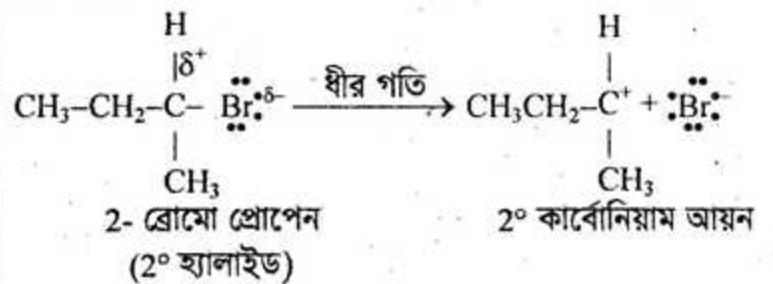 H H
|δ⁺ |
CH₃–CH₂–C– Br:δ– ধীর গতি → CH₃CH₂–C⁺ + :Br:⁻
| |
CH₃ CH₃
2- ব্রোমো প্রোপেন 2° কার্বোনিয়াম আয়ন
(2° হ্যালাইড)